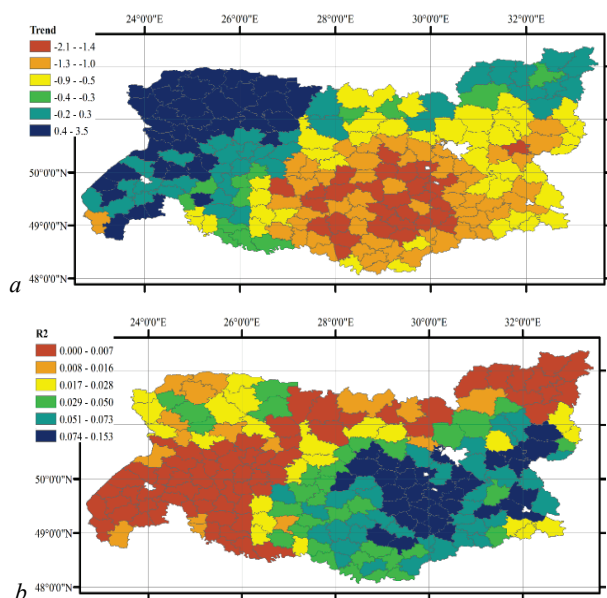 24°0'0"E 26°0'0"E 28°0'0"E 30°0'0"E 32°0'0"E
Trend
-2.1 - -1.4
-1.3 - -1.0
-0.9 - -0.5
-0.4 - -0.3
-0.2 - 0.3
0.4 - 3.5
50°0'0"N
49°0'0"N
48°0'0"N
a
24°0'0"E 26°0'0"E 28°0'0"E 30°0'0"E 32°0'0"E
R2
0.000 - 0.007
0.008 - 0.016
0.017 - 0.028
0.029 - 0.050
0.051 - 0.073
0.074 - 0.153
50°0'0"N
49°0'0"N
48°0'0"N
b